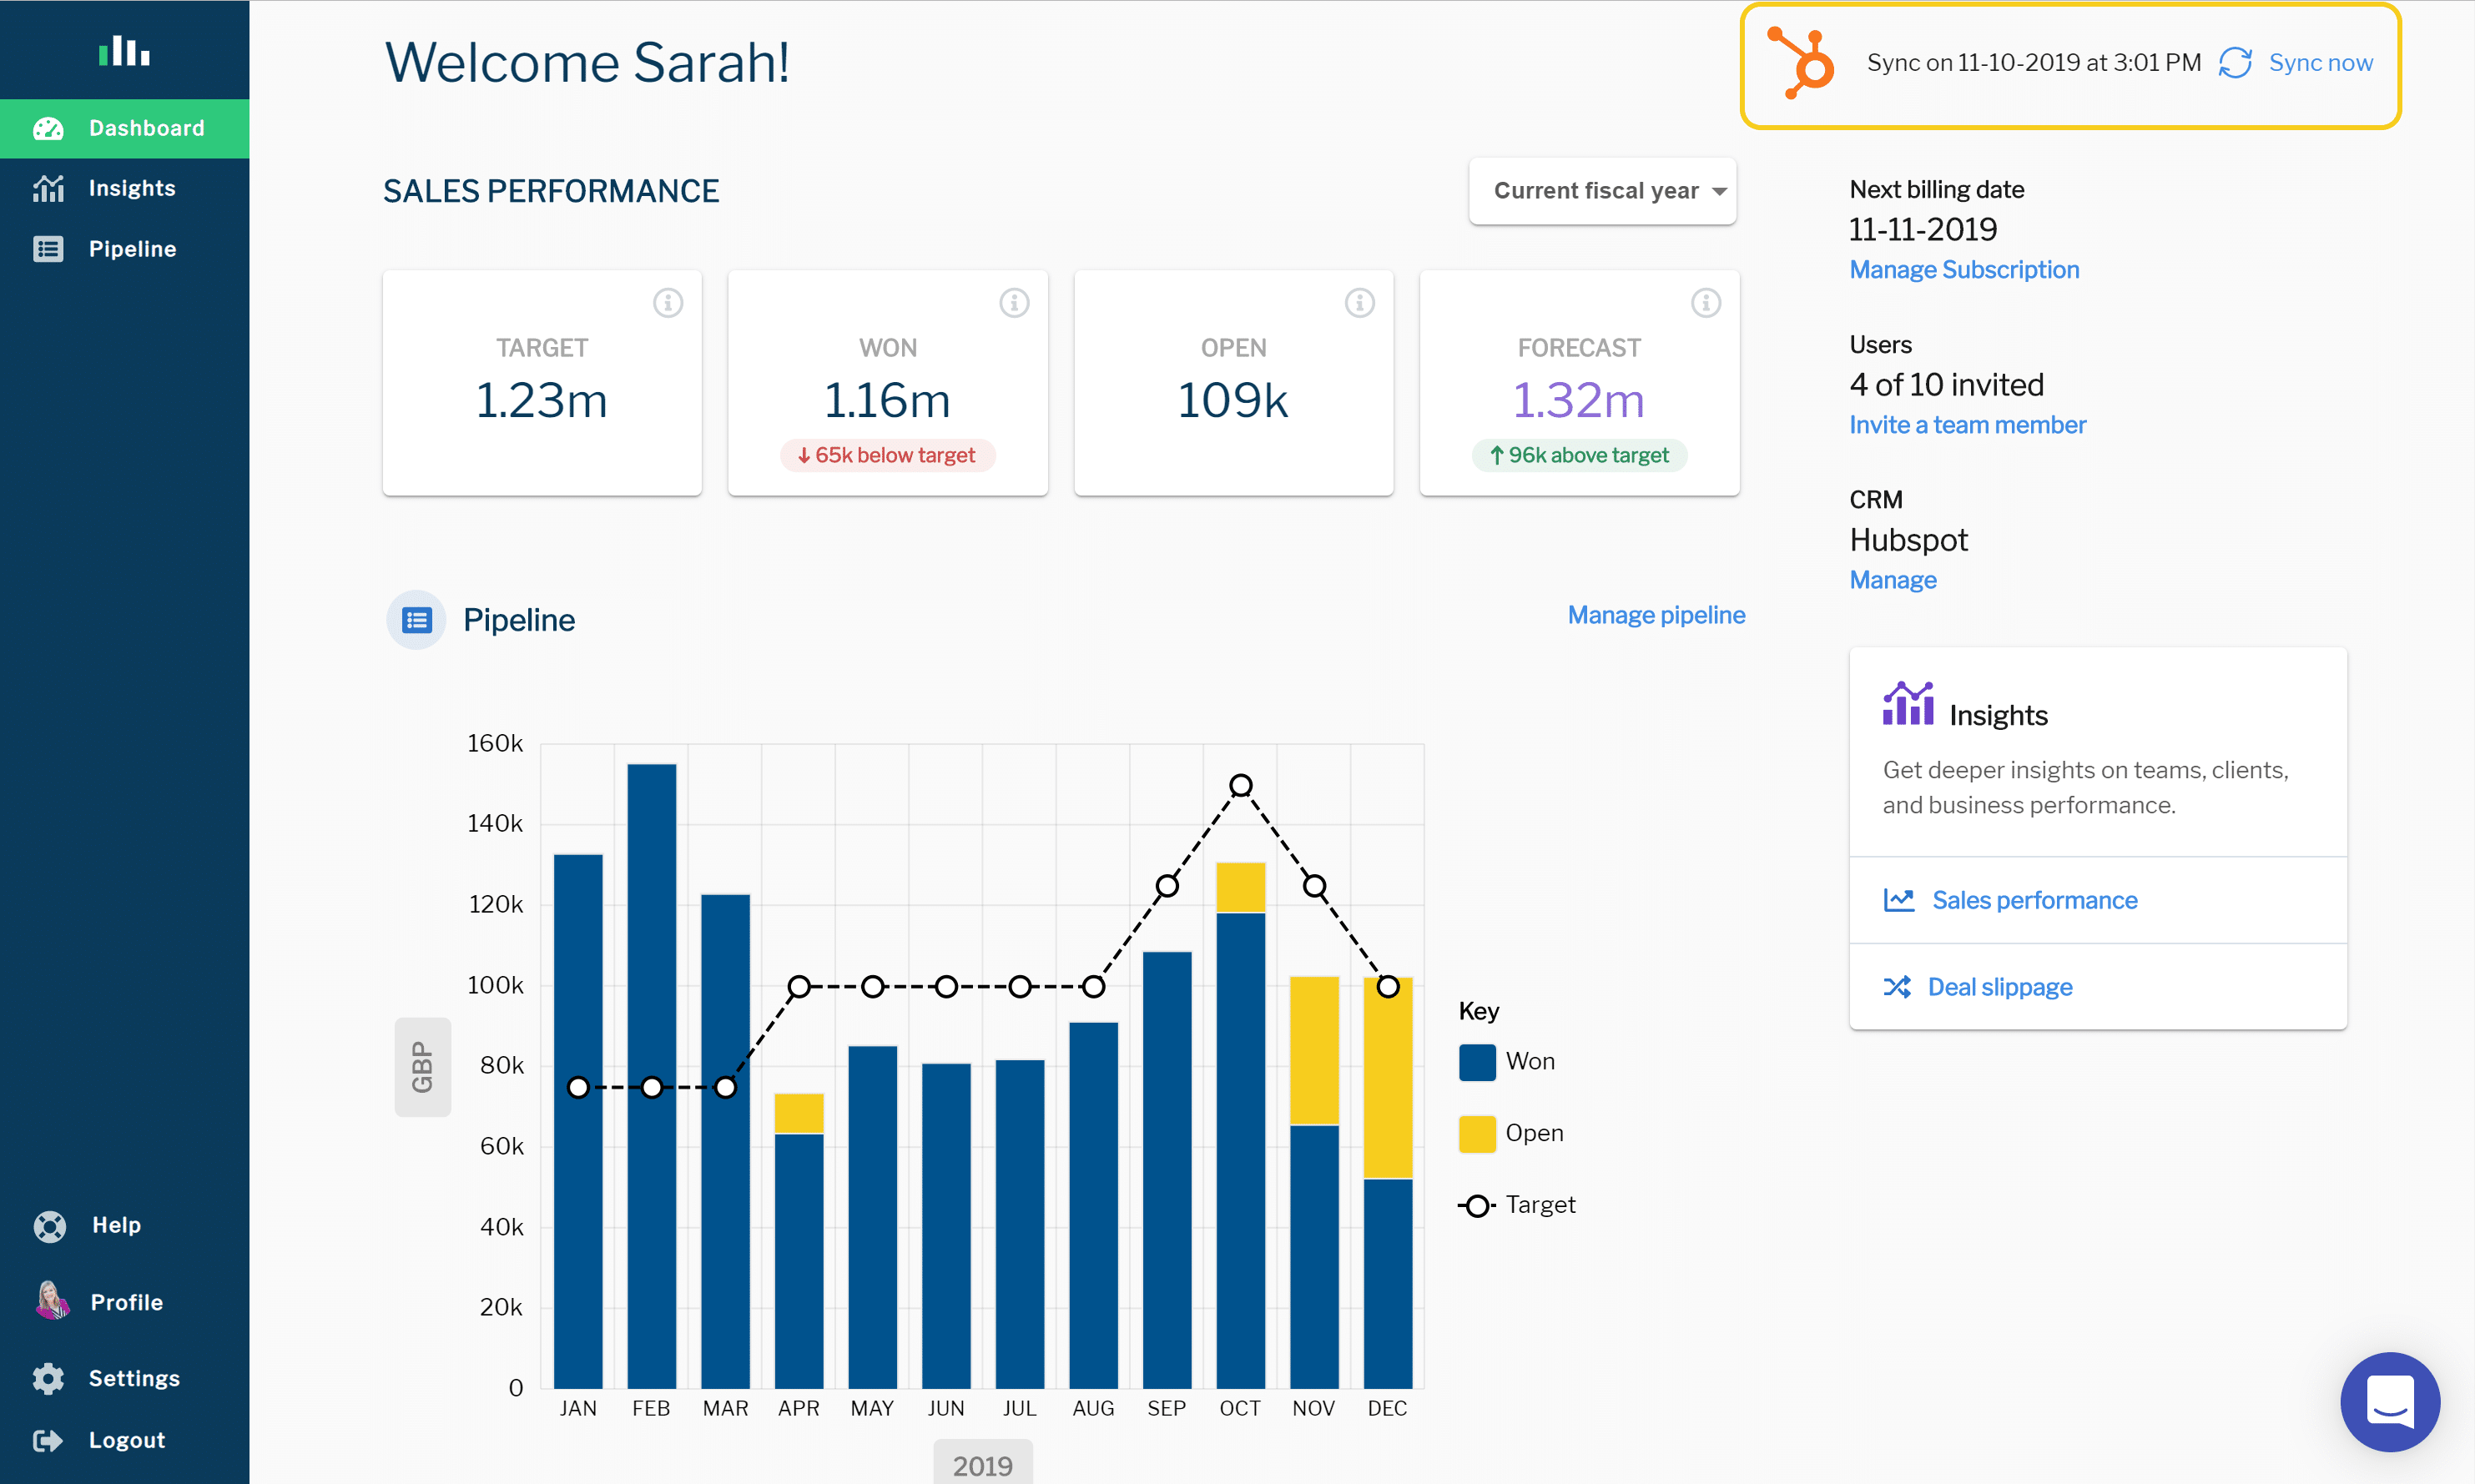 Welcome Sarah!
Sync on 11-10-2019 at 3:01 PM Sync now
Dashboard
Insights
Pipeline
Help
Profile
Settings
Logout
SALES PERFORMANCE
Current fiscal year
TARGET
1.23m
WON
1.16m
↓ 65k below target
OPEN
109k
FORECAST
1.32m
↑ 96k above target
Pipeline
Manage pipeline
160k
140k
120k
100k
80k
60k
40k
20k
0
GBP
JAN FEB MAR APR MAY JUN JUL AUG SEP OCT NOV DEC
2019
Key
Won
Open
Target
Next billing date
11-11-2019
Manage Subscription
Users
4 of 10 invited
Invite a team member
CRM
Hubspot
Manage
Insights
Get deeper insights on teams, clients,
and business performance.
Sales performance
Deal slippage